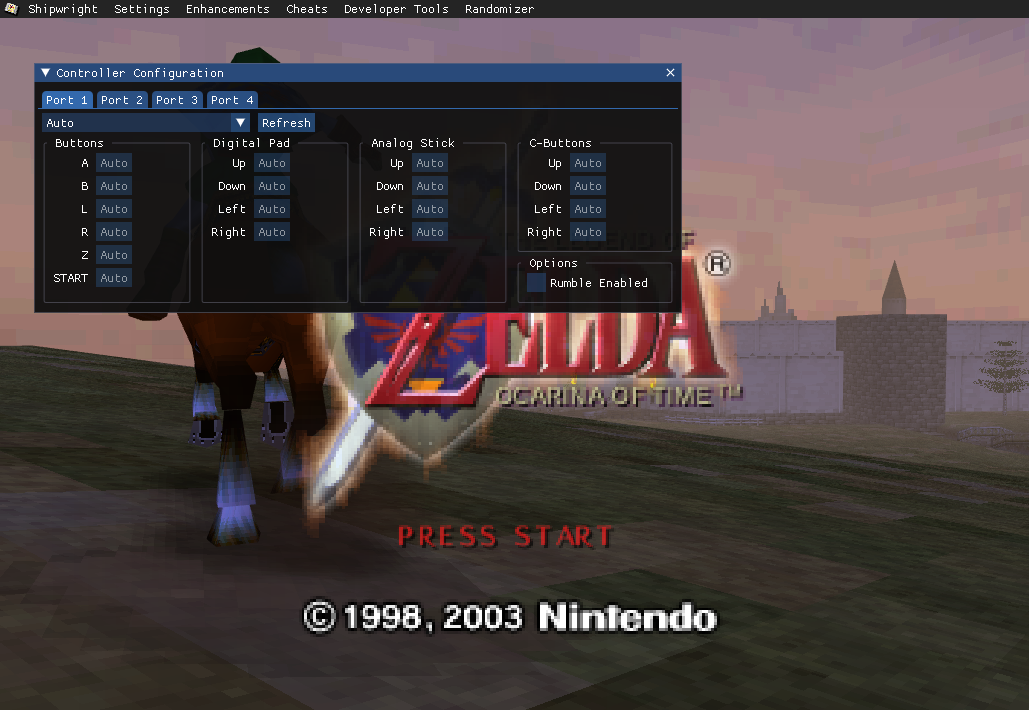 Shipwright Settings Enhancements Cheats Developer Tools Randomizer
Controller Configuration
Port 1 Port 2 Port 3 Port 4
Auto Refresh
Buttons
A Auto
B Auto
L Auto
R Auto
Z Auto
START Auto
Digital Pad
Up Auto
Down Auto
Left Auto
Right Auto
Analog Stick
Up Auto
Down Auto
Left Auto
Right Auto
C-Buttons
Up Auto
Down Auto
Left Auto
Right Auto
Options
Rumble Enabled
LEGEND OF
ZELDA ®
OCARINA OF TIME™
PRESS START
© 1998, 2003 Nintendo